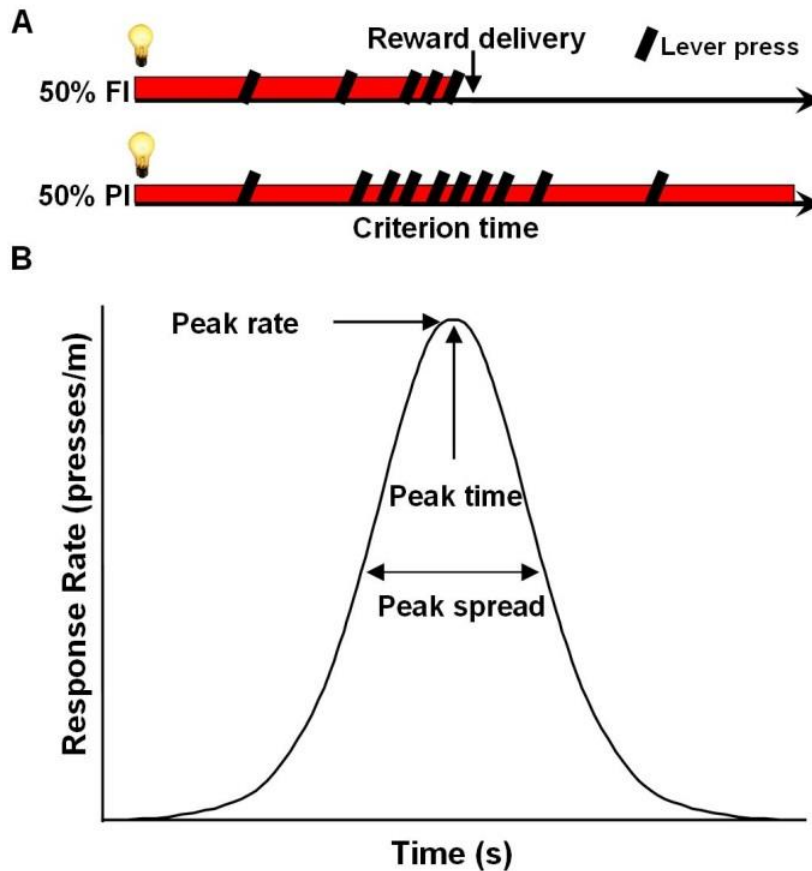 A
Reward delivery
Lever press
50% FI
50% PI
Criterion time
B
Peak rate
Peak time
Peak spread
Response Rate (presses/m)
Time (s)